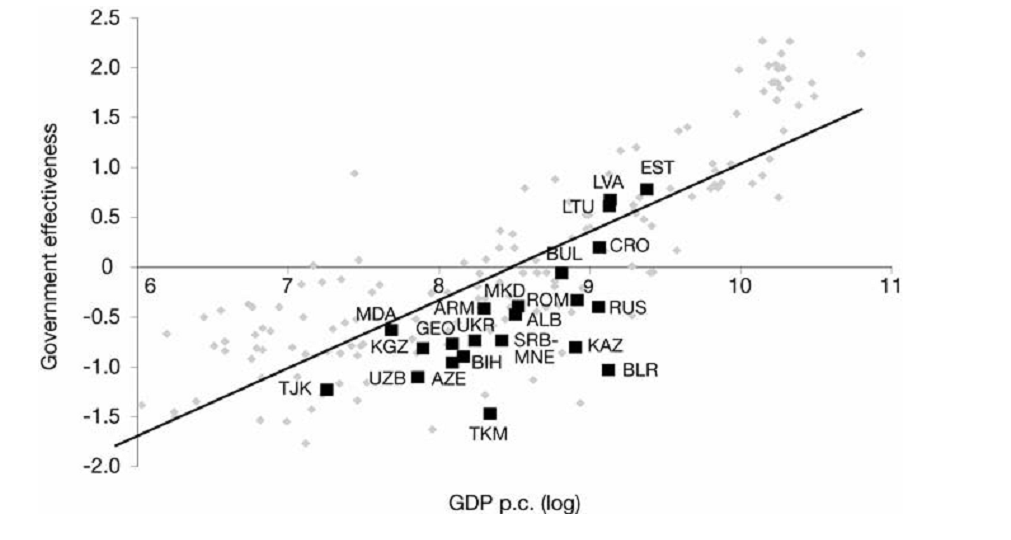 2.5
2.0
1.5
1.0
0.5
0
-0.5
-1.0
-1.5
-2.0
Government effectiveness
6 7 8 9 10 11
GDP p.c. (log)
EST
LVA
LTU
CRO
BUL
MKD
ROM
RUS
ARM
ALB
MDA
GEO
UKR
SRB-
MNE
KGZ
KAZ
BIH
UZB
AZE
BLR
TJK
TKM